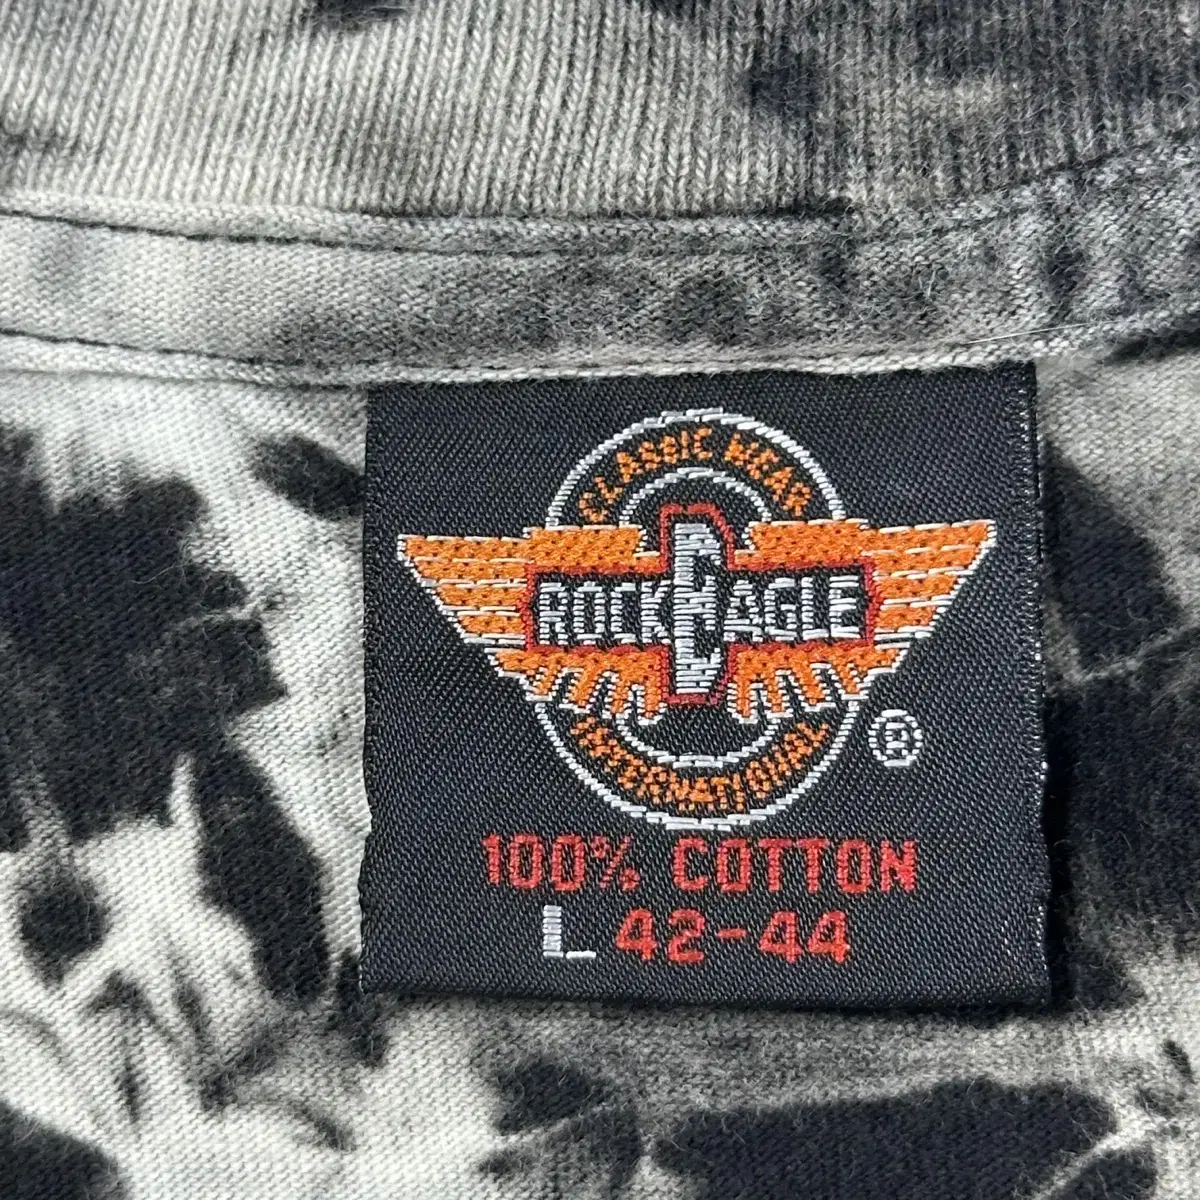 CLASSIC WEAR
ROCK EAGLE
INTERNATIONAL
®
100% COTTON
L 42-44